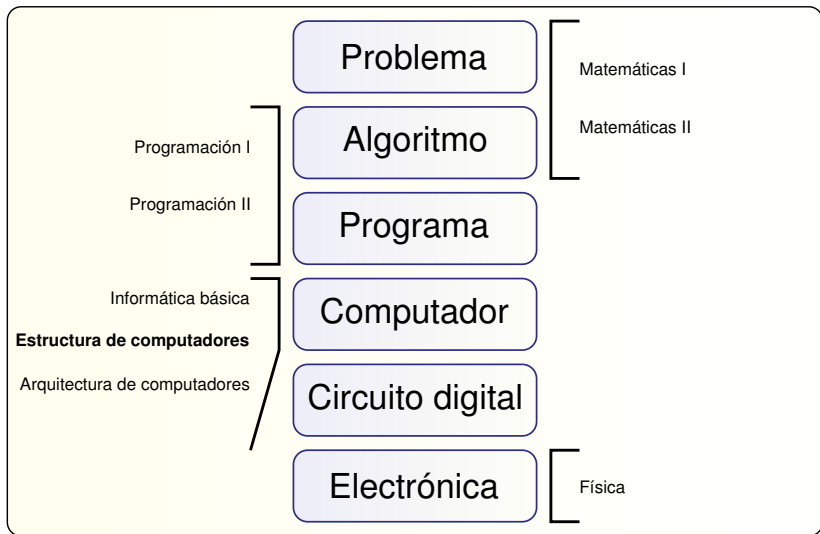 Problema
Matemáticas I
Algoritmo
Matemáticas II
Programación I
Programación II
Programa
Informática básica
Computador
Estructura de computadores
Arquitectura de computadores
Circuito digital
Electrónica
Física